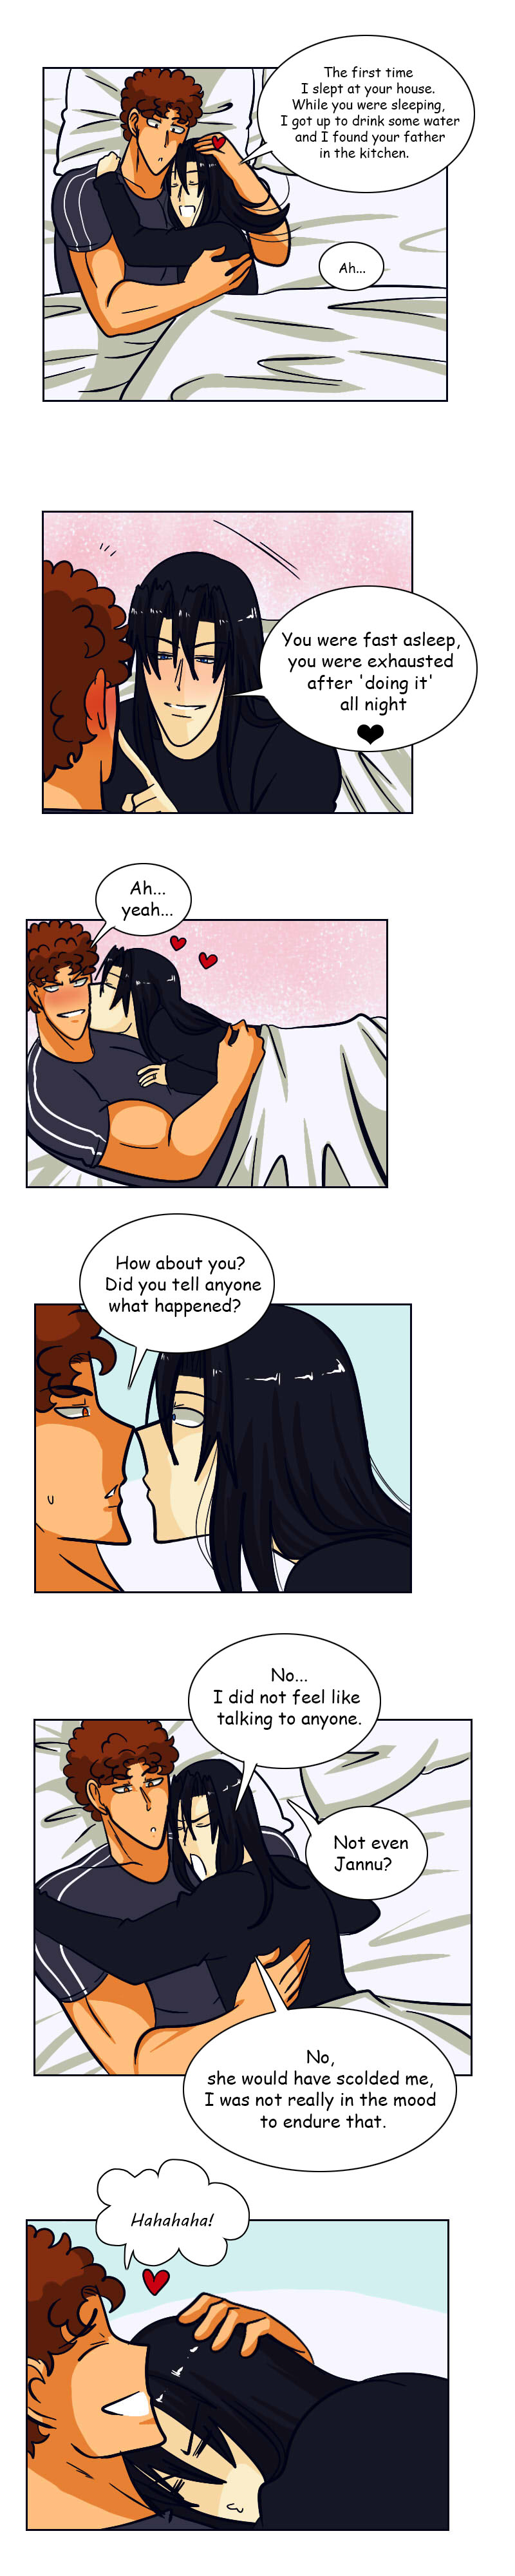 The first time
I slept at your house.
While you were sleeping,
I got up to drink some water
and I found your father
in the kitchen.
Ah...
You were fast asleep,
you were exhausted
after 'doing it'
all night
Ah...
yeah...
How about you?
Did you tell anyone
what happened?
No...
I did not feel like
talking to anyone.
Not even
Jannu?
No,
she would have scolded me,
I was not really in the mood
to endure that.
Hahahaha!